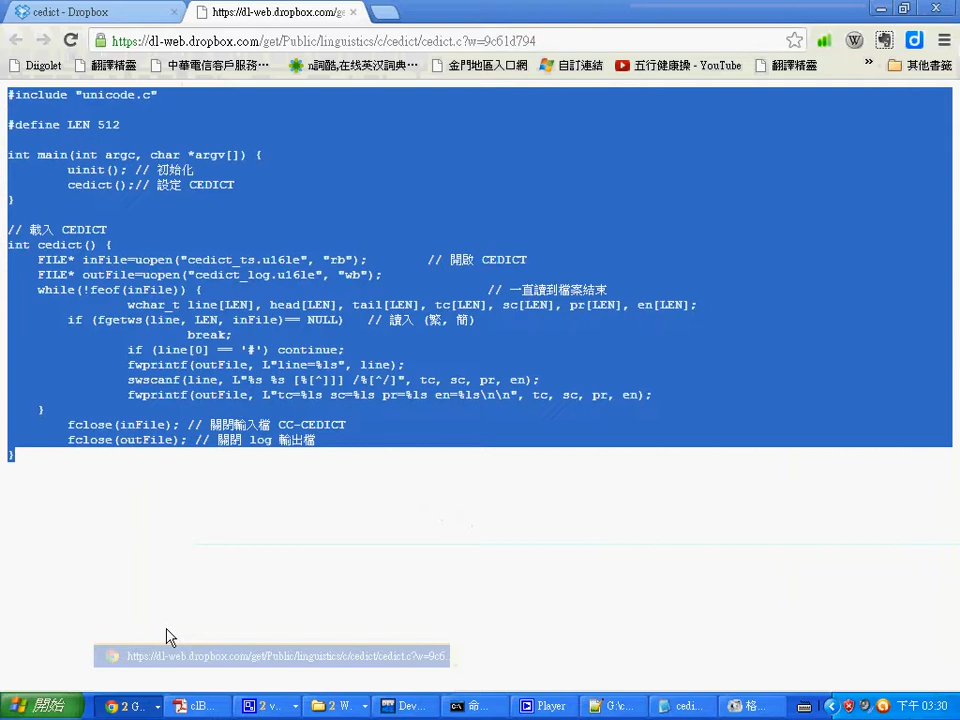 cedict - Dropbox
https://dl-web.dropbox.com/ge
https://dl-web.dropbox.com/get/Public/linguistics/c/cedict/cedict.c?w=9c61d794
Diigolet
翻譯精靈
中華電信客戶服務…
n詞酷,在线英汉詞典…
金門地區入口網
自訂連結
五行健康操 - YouTube
翻譯精靈
»
其他書籤
#include "unicode.c"
#define LEN 512
int main(int argc, char *argv[]) {
uinit(); // 初始化
cedict();// 設定 CEDICT
}
// 載入 CEDICT
int cedict() {
FILE* inFile=uopen("cedict_ts.u16le", "rb"); // 開啟 CEDICT
FILE* outFile=uopen("cedict_log.u16le", "wb");
while(!feof(inFile)) { // 一直讀到檔案結束
wchar_t line[LEN], head[LEN], tail[LEN], tc[LEN], sc[LEN], pr[LEN], en[LEN];
if (fgetws(line, LEN, inFile)== NULL) // 讀入 (繁, 簡)
break;
if (line[0] == '#') continue;
fwprintf(outFile, L"line=%ls", line);
swscanf(line, L"%s %s [%[^]]] /%[^/]", tc, sc, pr, en);
fwprintf(outFile, L"tc=%ls sc=%ls pr=%ls en=%ls\n\n", tc, sc, pr, en);
}
fclose(inFile); // 關閉輸入檔 CC-CEDICT
fclose(outFile); // 關閉 log 輸出檔
}
https://dl-web.dropbox.com/get/Public/linguistics/c/cedict/cedict.c?w=9c6...
開始
2 G...
clB...
2 v...
2 W...
Dev...
命...
Player
G:\c...
cedi...
格...
下午 03:30